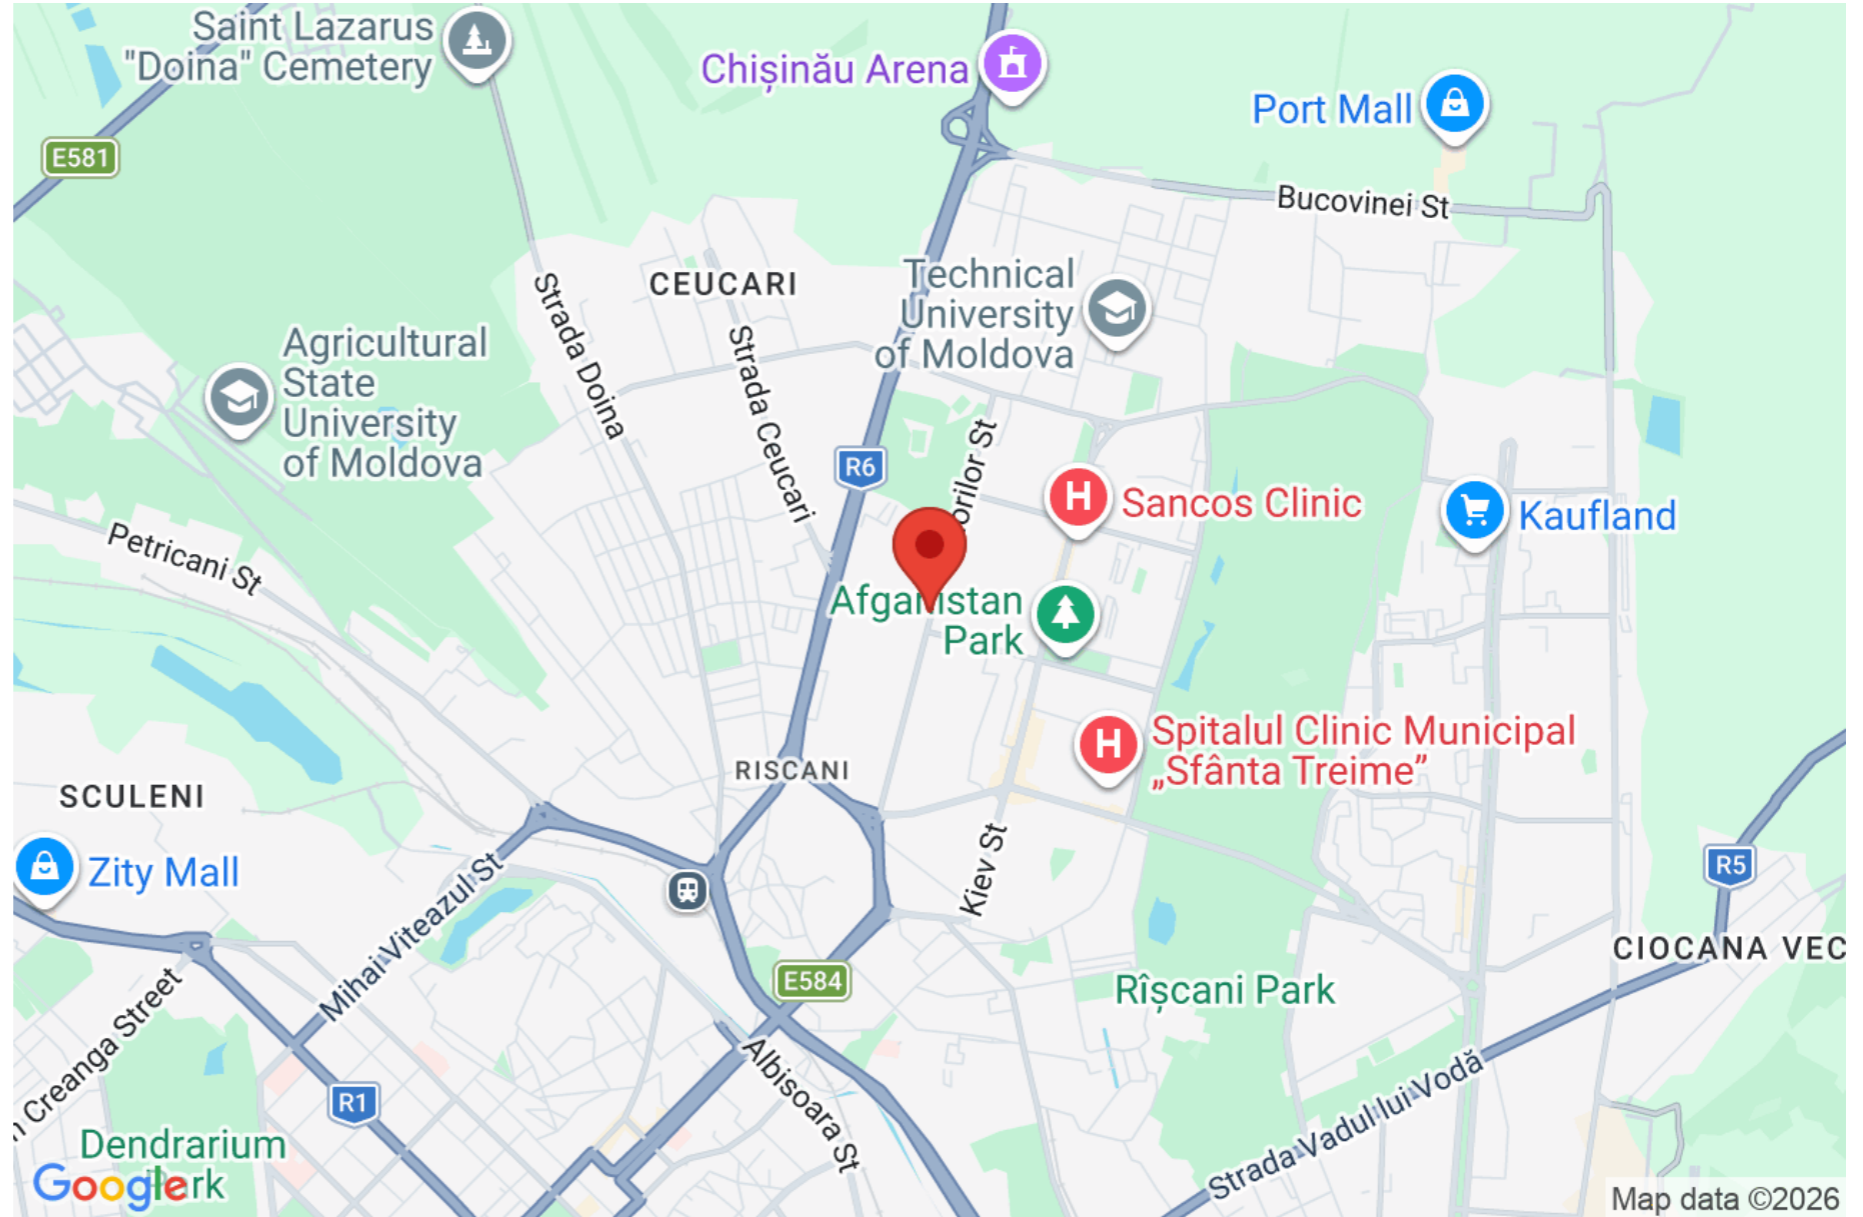 Saint Lazarus
"Doina" Cemetery
Chișinău Arena
Port Mall
E581
Bucovinei St
CEUCARI
Technical
University
of Moldova
Strada Doina
Strada Ceucari
Agricultural
State
University
of Moldova
R6
Sancos Clinic
Kaufland
Petricani St
Afganistan
Park
Spitalul Clinic Municipal
„Sfânta Treime”
RISCANI
SCULENI
Zity Mall
Kiev St
R5
Mihai Viteazul St
CIOCANA VEC
E584
Rîșcani Park
Creanga Street
R1
Albisoara St
Strada Vadul lui Vodă
Dendrarium
Google
Map data ©2026